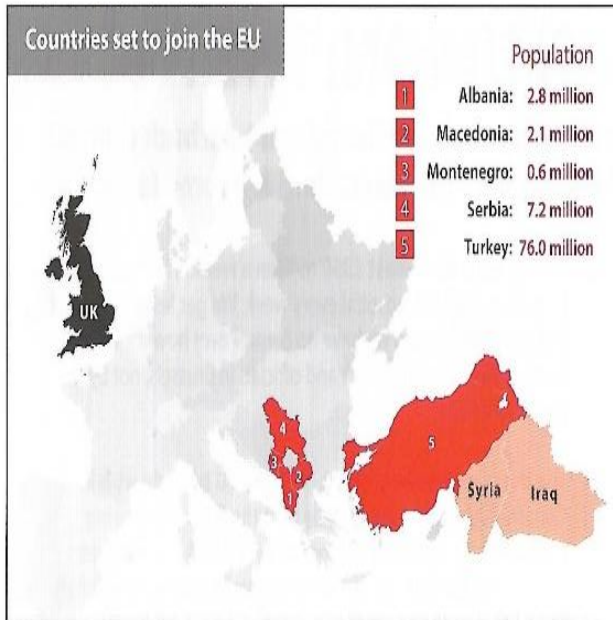 Countries set to join the EU
Population
1 Albania: 2.8 million
2 Macedonia: 2.1 million
3 Montenegro: 0.6 million
4 Serbia: 7.2 million
5 Turkey: 76.0 million
UK
4
3
2
1
5
Syria
Iraq